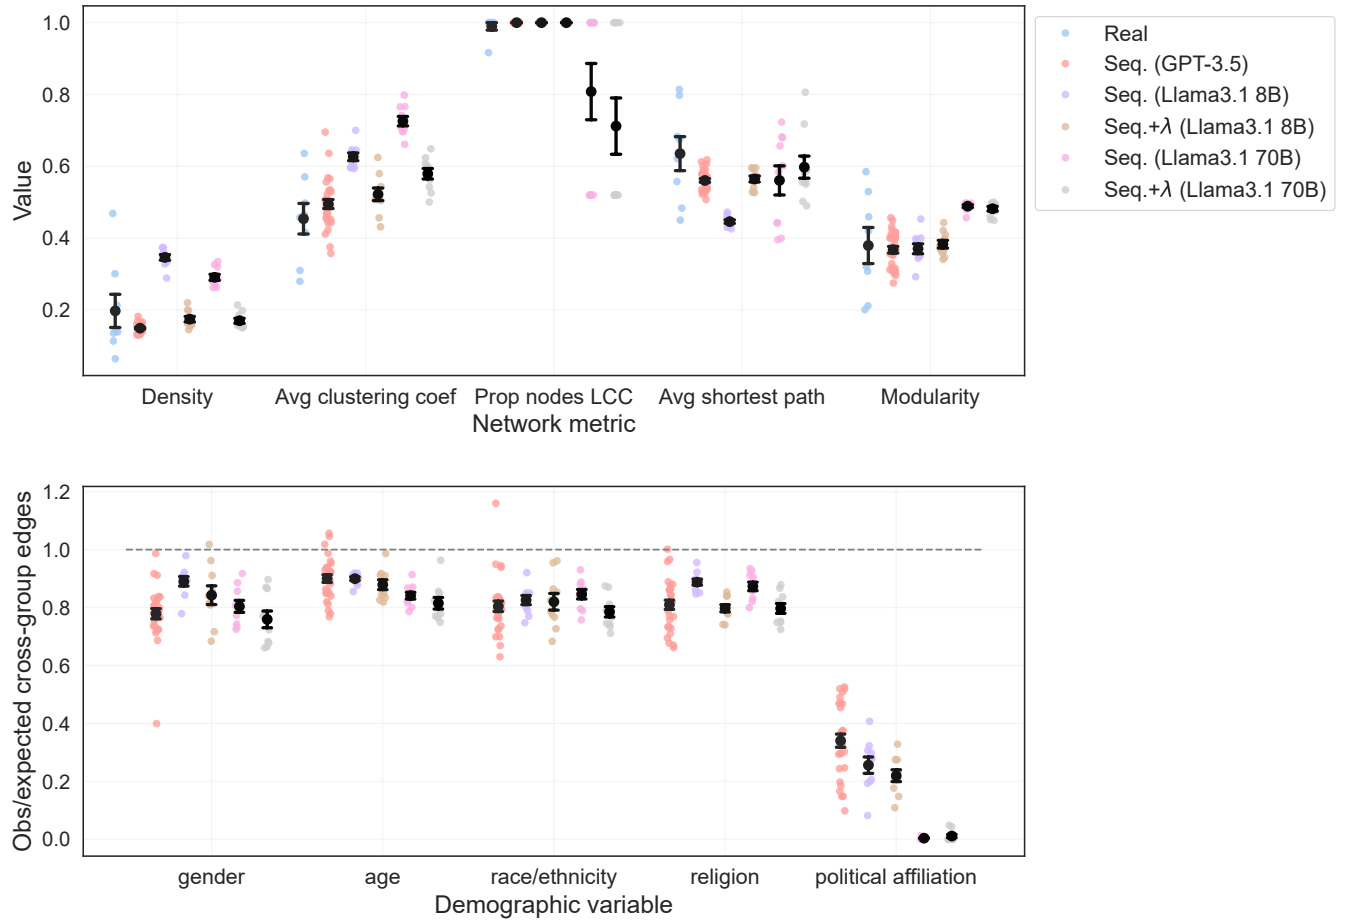 1.0
0.8
0.6
0.4
0.2
Value
Density
Avg clustering coef
Prop nodes LCC
Avg shortest path
Modularity
Network metric
Real
Seq. (GPT-3.5)
Seq. (Llama3.1 8B)
Seq.+λ (Llama3.1 8B)
Seq. (Llama3.1 70B)
Seq.+λ (Llama3.1 70B)
1.2
1.0
0.8
0.6
0.4
0.2
0.0
Obs/expected cross-group edges
gender
age
race/ethnicity
religion
political affiliation
Demographic variable